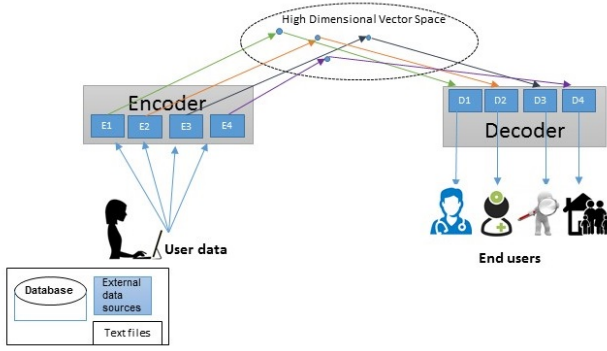 High Dimensional Vector Space
Encoder
E1 E2 E3 E4
D1 D2 D3 D4
Decoder
User data
End users
Database
External
data
sources
Text files